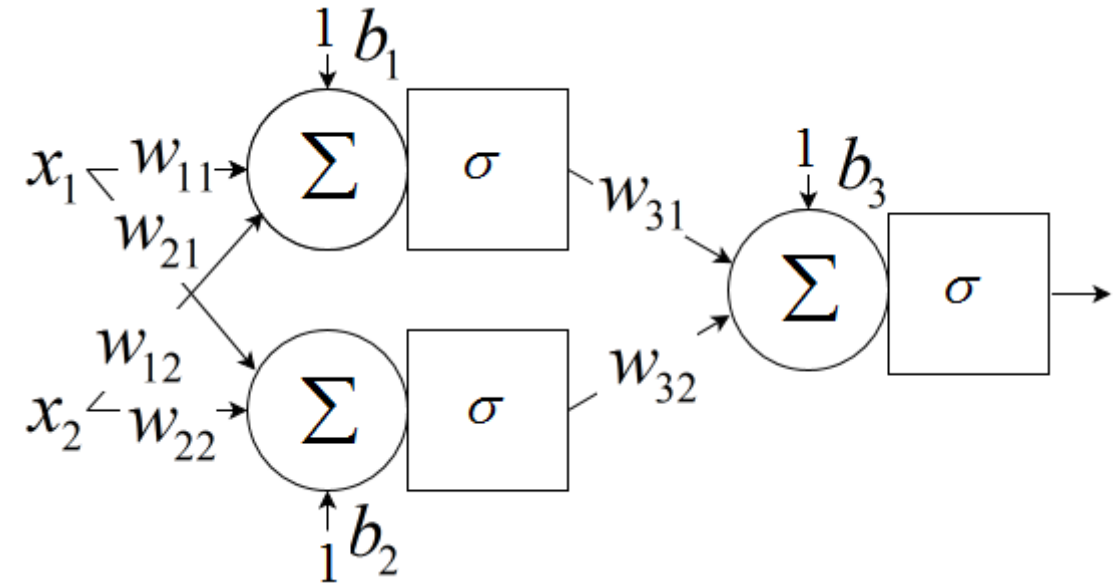 1 b₁
x₁ w₁₁ Σ σ
w₂₁
w₃₁
1 b₃
Σ σ
w₁₂
w₃₂
x₂ w₂₂ Σ σ
1 b₂